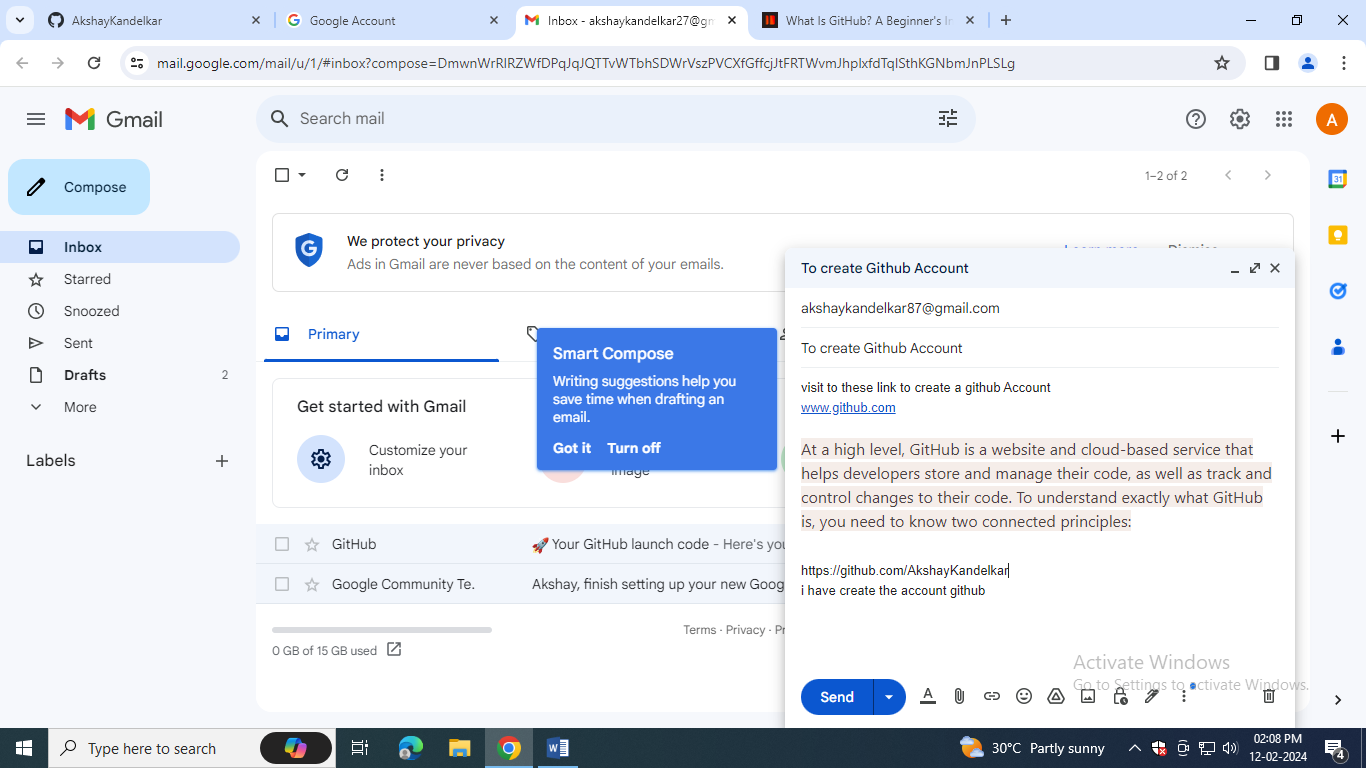 AkshayKandelkar
Google Account
Inbox - akshaykandelkar27@gm
What Is GitHub? A Beginner's In
mail.google.com/mail/u/1/#inbox?compose=DmwnWrRlRZWfDPqJqJQTTvWTbhSDWrVszPVCXfGffcjJtFRTWvmJhplxfdTqlSthKGNbmJnPLSLg
Gmail
Search mail
A
Compose
1–2 of 2
31
Inbox
We protect your privacy
Ads in Gmail are never based on the content of your emails.
Learn more
Dismiss
Starred
Snoozed
Sent
Drafts
2
More
Labels
Primary
Smart Compose
Writing suggestions help you
save time when drafting an
email.
Got it
Turn off
Get started with Gmail
Customize your
inbox
image
GitHub
🚀 Your GitHub launch code - Here's you
Google Community Te.
Akshay, finish setting up your new Goog
Terms · Privacy ·
0 GB of 15 GB used
To create Github Account
akshaykandelkar87@gmail.com
To create Github Account
visit to these link to create a github Account
www.github.com
At a high level, GitHub is a website and cloud-based service that
helps developers store and manage their code, as well as track and
control changes to their code. To understand exactly what GitHub
is, you need to know two connected principles:
https://github.com/AkshayKandelkar
i have create the account github
Send
Activate Windows
Go to Settings to activate Windows.
Type here to search
30°C Partly sunny
02:08 PM
12-02-2024
4